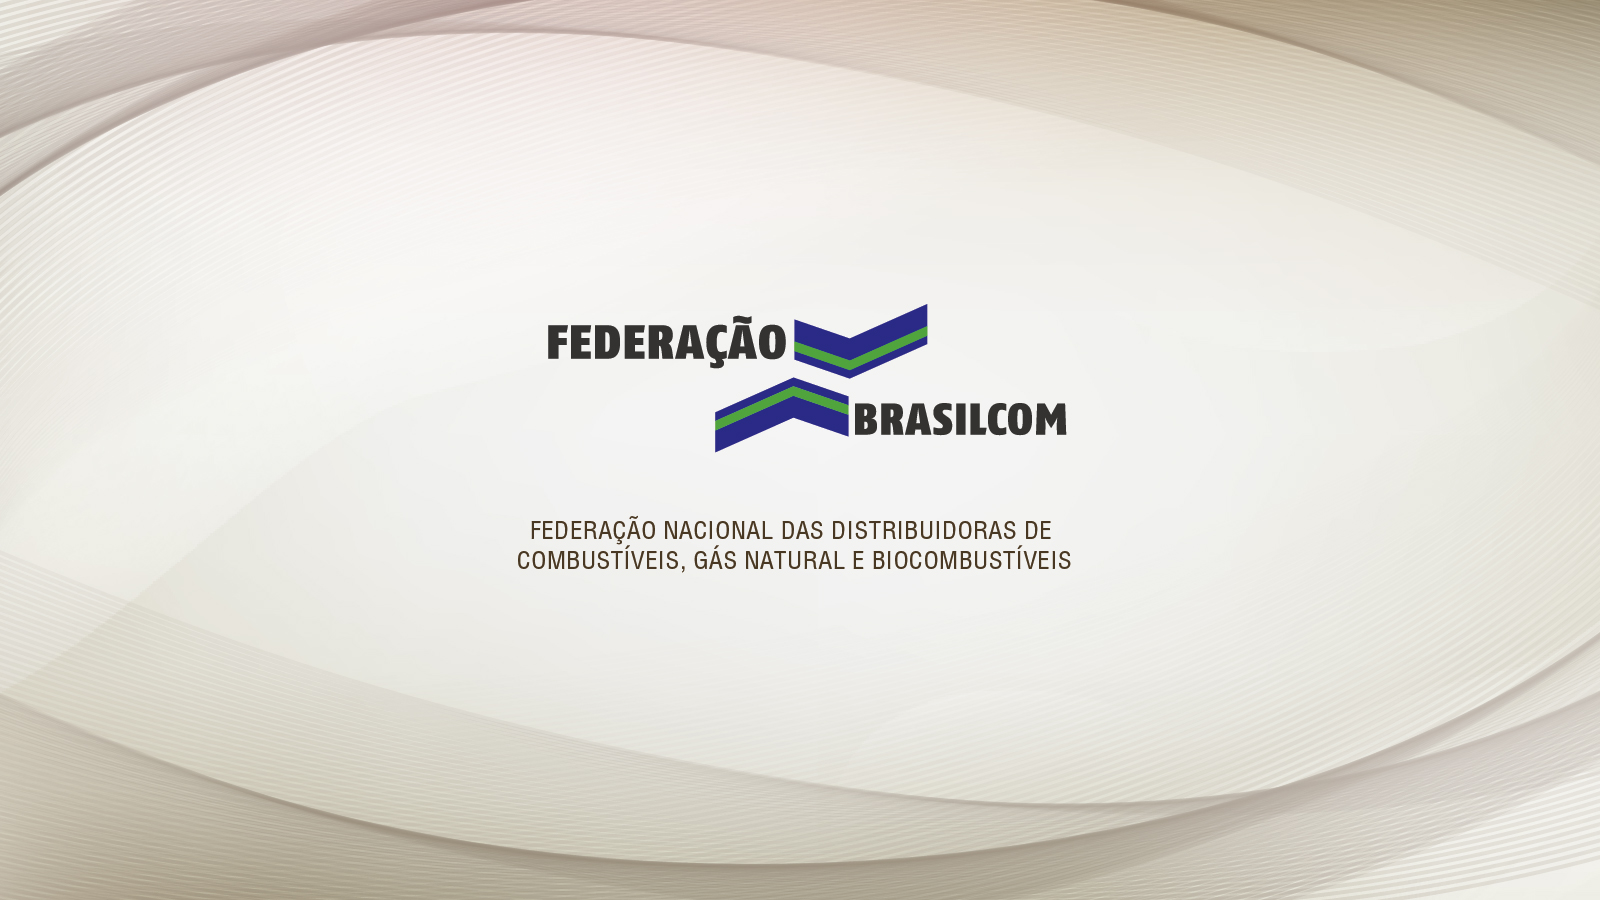 FEDERAÇÃO
BRASILCOM
FEDERAÇÃO NACIONAL DAS DISTRIBUIDORAS DE
COMBUSTÍVEIS, GÁS NATURAL E BIOCOMBUSTÍVEIS